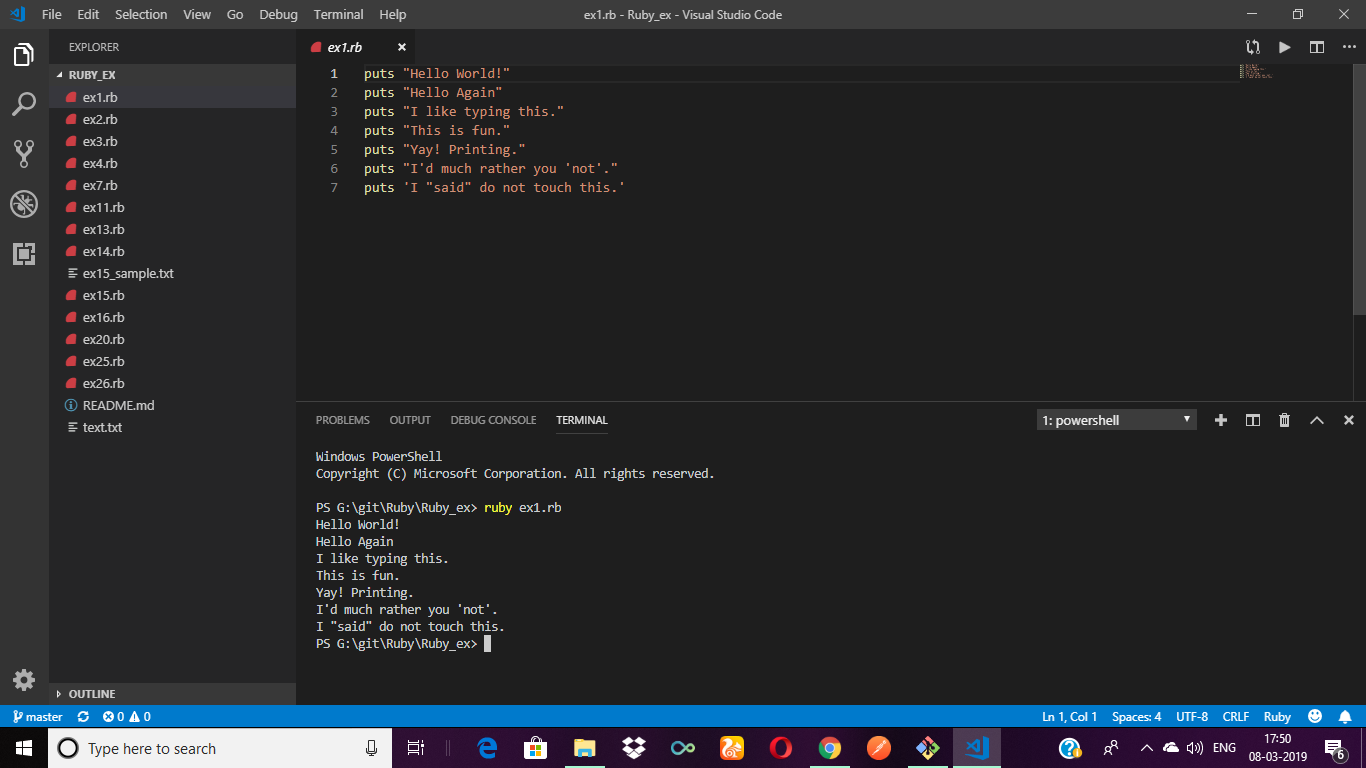 File Edit Selection View Go Debug Terminal Help
ex1.rb - Ruby_ex - Visual Studio Code
EXPLORER
RUBY_EX
ex1.rb
ex2.rb
ex3.rb
ex4.rb
ex7.rb
ex11.rb
ex13.rb
ex14.rb
ex15_sample.txt
ex15.rb
ex16.rb
ex20.rb
ex25.rb
ex26.rb
README.md
text.txt
OUTLINE
ex1.rb
1 puts "Hello World!"
2 puts "Hello Again"
3 puts "I like typing this."
4 puts "This is fun."
5 puts "Yay! Printing."
6 puts "I'd much rather you 'not'."
7 puts 'I "said" do not touch this.'
PROBLEMS OUTPUT DEBUG CONSOLE TERMINAL
1: powershell
Windows PowerShell
Copyright (C) Microsoft Corporation. All rights reserved.
PS G:\git\Ruby\Ruby_ex> ruby ex1.rb
Hello World!
Hello Again
I like typing this.
This is fun.
Yay! Printing.
I'd much rather you 'not'.
I "said" do not touch this.
PS G:\git\Ruby\Ruby_ex>
master 0 0
Ln 1, Col 1 Spaces: 4 UTF-8 CRLF Ruby
Type here to search
ENG
17:50
08-03-2019
6